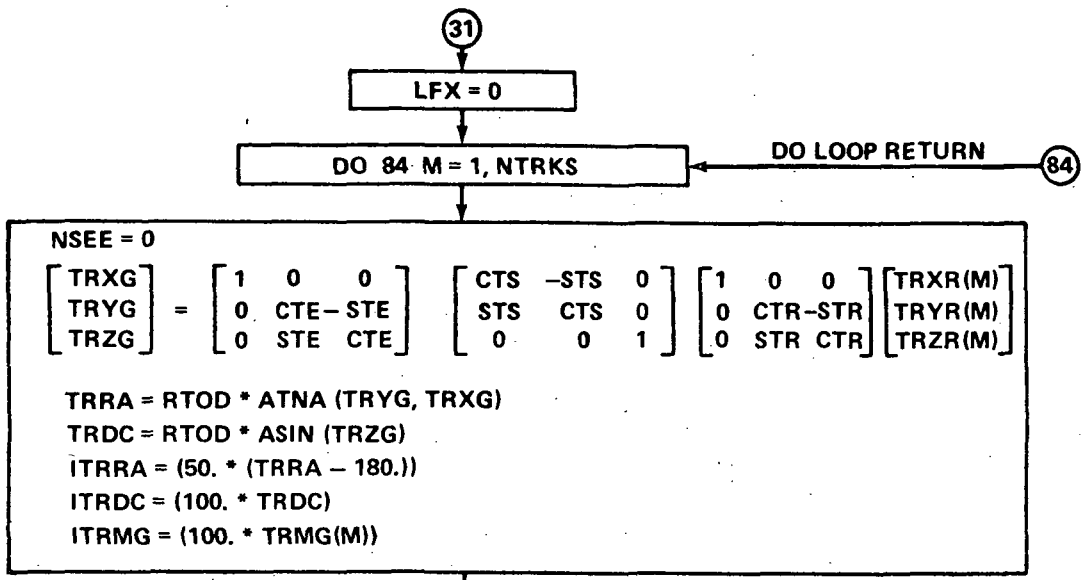 31
LFX = 0
DO 84 M = 1, NTRKS
DO LOOP RETURN
84
NSEE = 0
[TRXG] [1 0 0] [CTS −STS 0] [1 0 0] [TRXR(M)]
[TRYG] = [0 CTE − STE] [STS CTS 0] [0 CTR −STR] [TRYR(M)]
[TRZG] [0 STE CTE] [0 0 1] [0 STR CTR] [TRZR(M)]
TRRA = RTOD * ATNA (TRYG, TRXG)
TRDC = RTOD * ASIN (TRZG)
ITRRA = (50. * (TRRA − 180.))
ITRDC = (100. * TRDC)
ITRMG = (100. * TRMG(M))